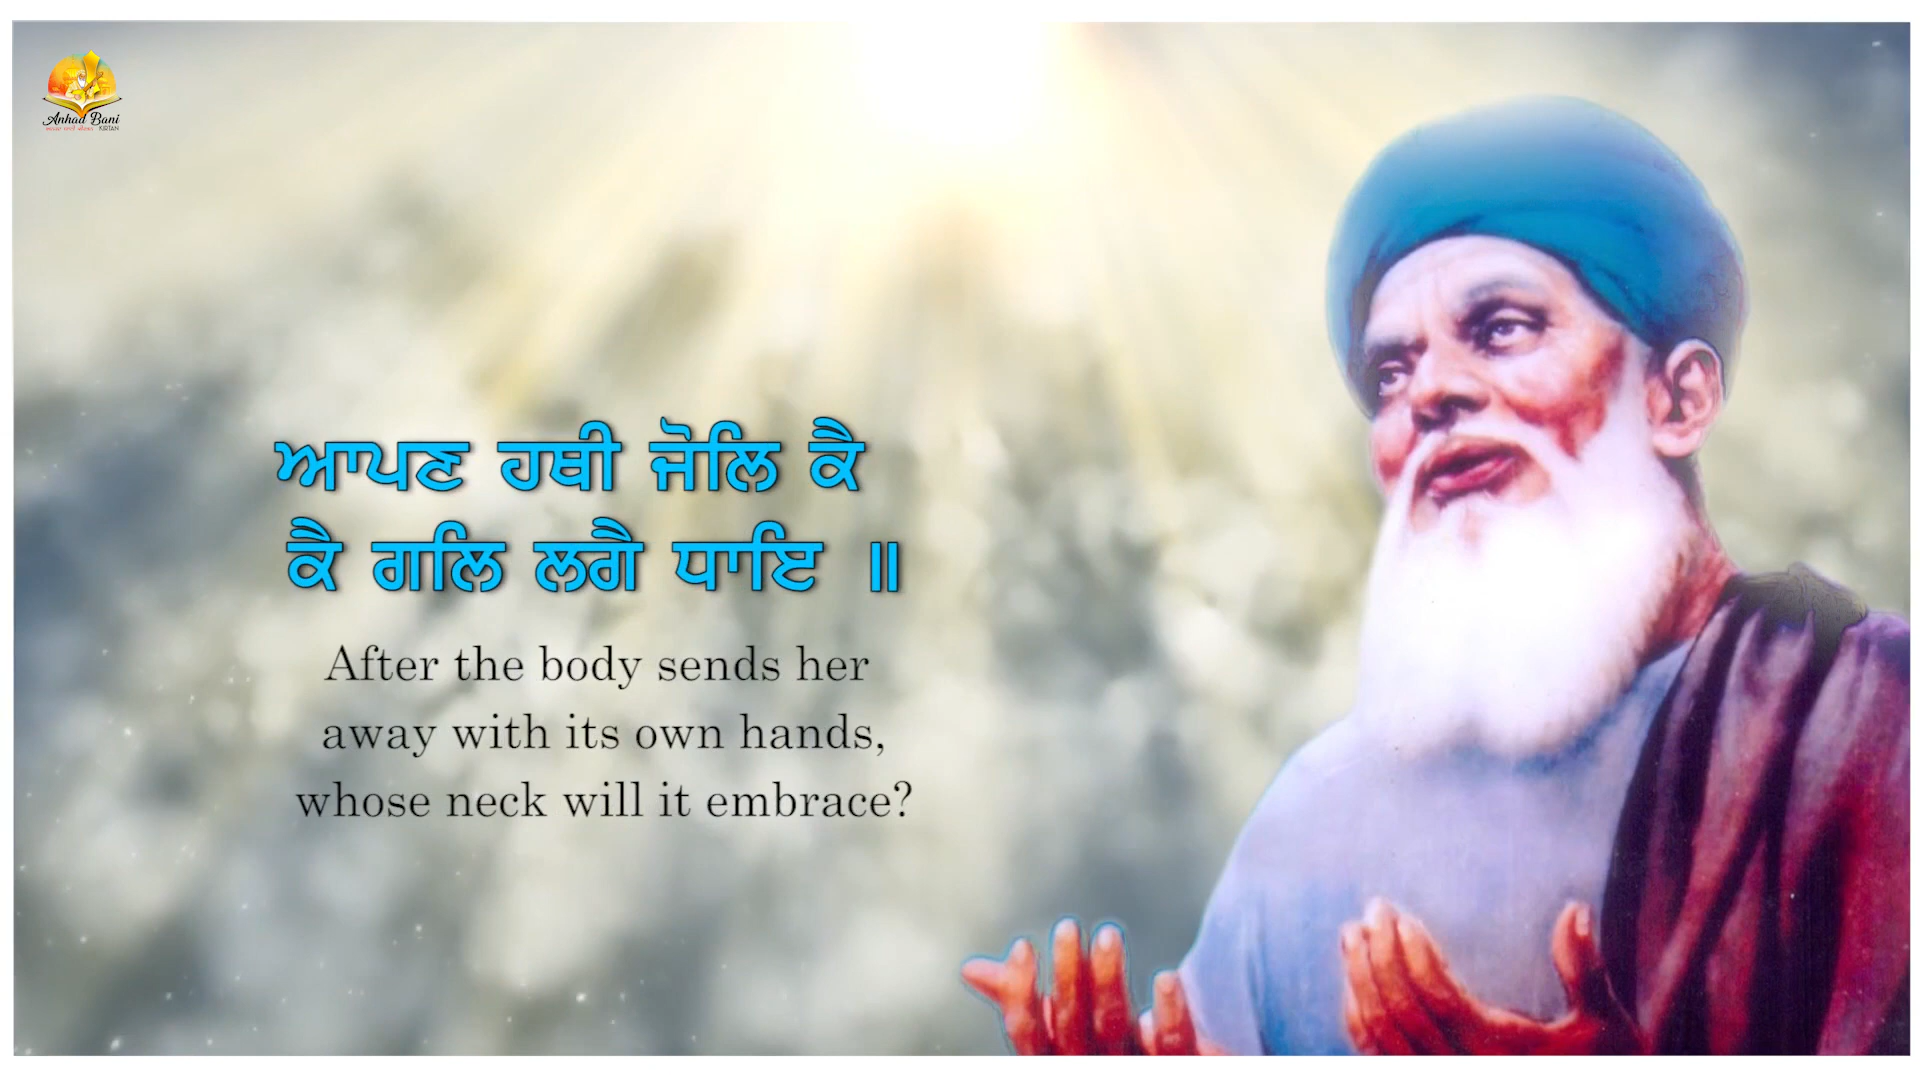 Anhad Bani
KIRTAN
ਆਪਣ ਹਥੀ ਜੋਲਿ ਕੈ
ਕੈ ਗਲਿ ਲਗੈ ਧਾਇ ॥
After the body sends her
away with its own hands,
whose neck will it embrace?